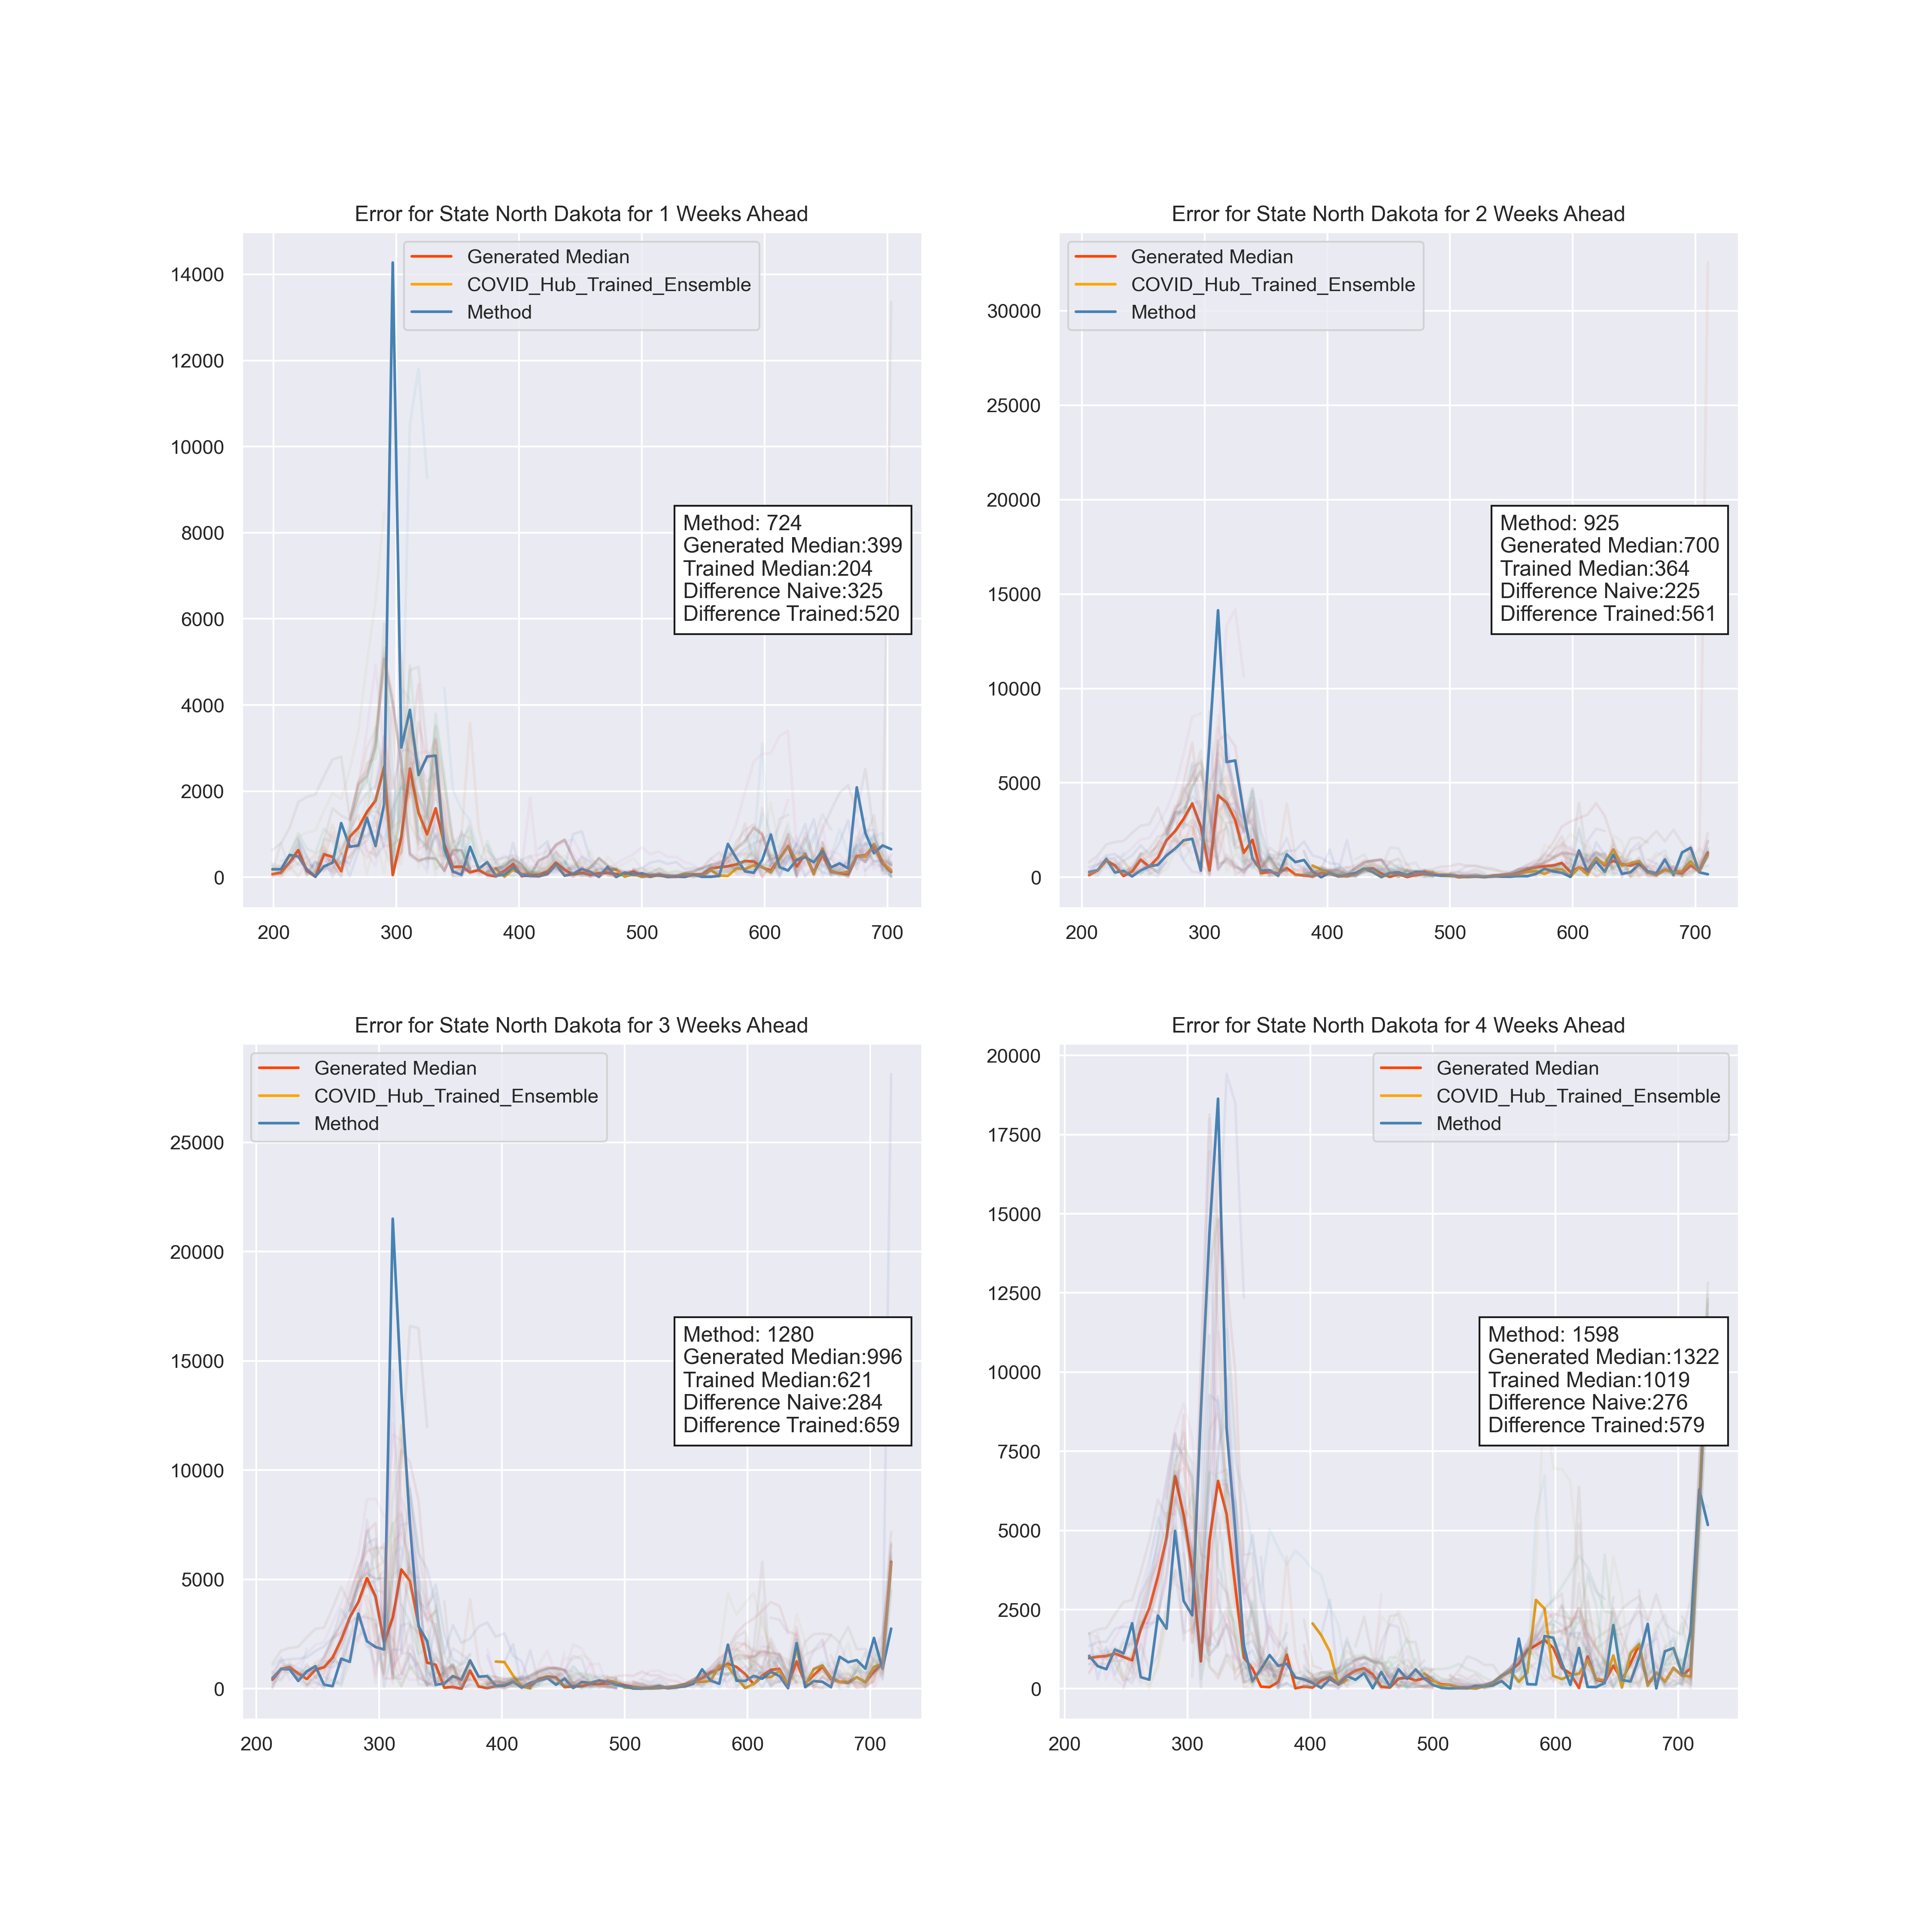 Error for State North Dakota for 1 Weeks Ahead
Generated Median
COVID_Hub_Trained_Ensemble
Method
14000
12000
10000
8000
6000
4000
2000
0
Method: 724
Generated Median:399
Trained Median:204
Difference Naive:325
Difference Trained:520
200 300 400 500 600 700
Error for State North Dakota for 2 Weeks Ahead
Generated Median
COVID_Hub_Trained_Ensemble
Method
30000
25000
20000
15000
10000
5000
0
Method: 925
Generated Median:700
Trained Median:364
Difference Naive:225
Difference Trained:561
200 300 400 500 600 700
Error for State North Dakota for 3 Weeks Ahead
Generated Median
COVID_Hub_Trained_Ensemble
Method
25000
20000
15000
10000
5000
0
Method: 1280
Generated Median:996
Trained Median:621
Difference Naive:284
Difference Trained:659
200 300 400 500 600 700
Error for State North Dakota for 4 Weeks Ahead
Generated Median
COVID_Hub_Trained_Ensemble
Method
20000
17500
15000
12500
10000
7500
5000
2500
0
Method: 1598
Generated Median:1322
Trained Median:1019
Difference Naive:276
Difference Trained:579
200 300 400 500 600 700